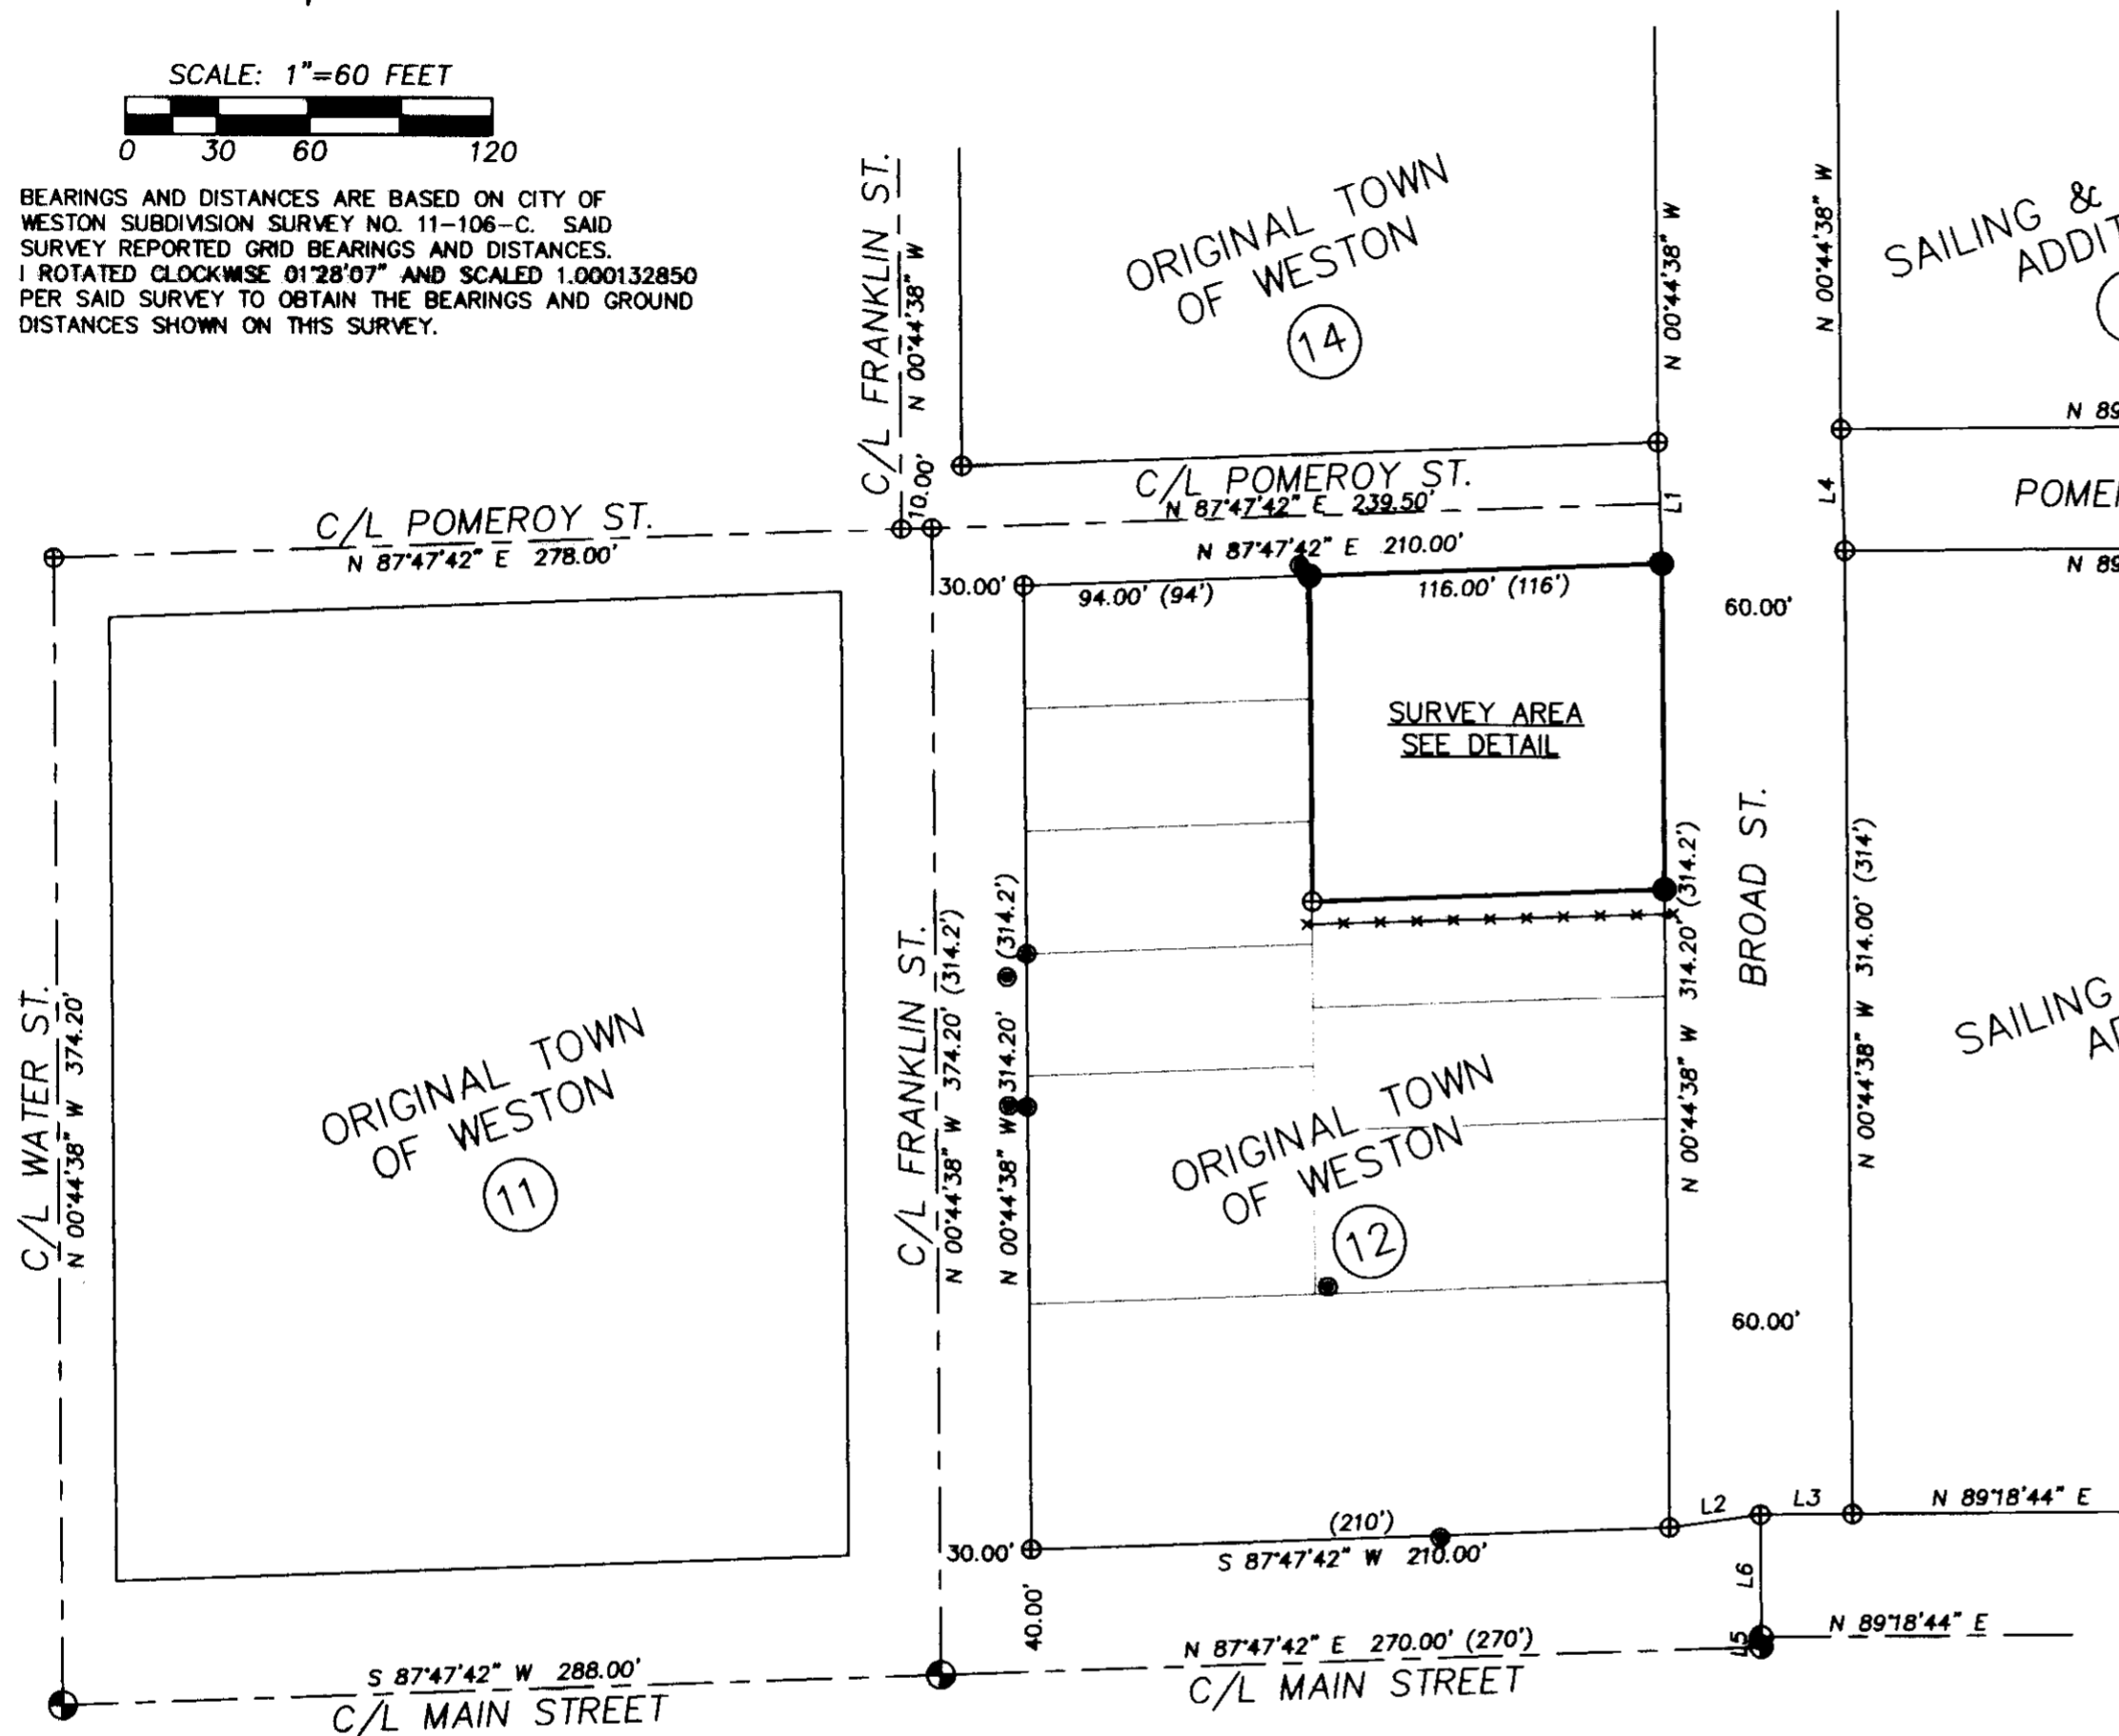 SCALE: 1"=60 FEET
0 30 60 120
BEARINGS AND DISTANCES ARE BASED ON CITY OF
WESTON SUBDIVISION SURVEY NO. 11-106-C. SAID
SURVEY REPORTED GRID BEARINGS AND DISTANCES.
I ROTATED CLOCKWISE 01°28'07" AND SCALED 1.000132850
PER SAID SURVEY TO OBTAIN THE BEARINGS AND GROUND
DISTANCES SHOWN ON THIS SURVEY.
C/L FRANKLIN ST.
N 00°44'38" W
10.00'
ORIGINAL TOWN
OF WESTON
14
N 00°44'38" W
N 00°44'38" W
SAILING &
ADDIT
N 89
L1
L4
POMER
N 89
C/L POMEROY ST.
N 87°47'42" E 239.50'
C/L POMEROY ST.
N 87°47'42" E 278.00'
N 87°47'42" E 210.00'
30.00'
94.00' (94')
116.00' (116')
60.00'
SURVEY AREA
SEE DETAIL
BROAD ST.
N 00°44'38" W 314.20' (314.2')
N 00°44'38" W 314.00' (314')
SAILING
AD
C/L WATER ST.
N 00°44'38" W 374.20'
ORIGINAL TOWN
OF WESTON
11
C/L FRANKLIN ST.
N 00°44'38" W 374.20' (314.2')
N 00°44'38" W 314.20' (314.2')
ORIGINAL TOWN
OF WESTON
12
60.00'
L2
L3
N 89°18'44" E
(210')
S 87°47'42" W 210.00'
30.00'
40.00'
L6
L5
N 89°18'44" E
N 87°47'42" E 270.00' (270')
C/L MAIN STREET
S 87°47'42" W 288.00'
C/L MAIN STREET